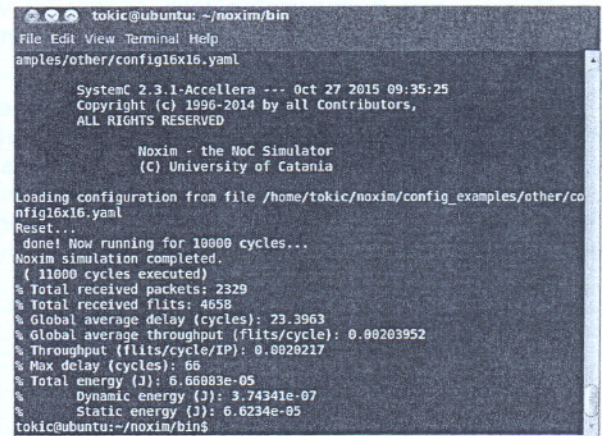 tokic@ubuntu: ~/noxim/bin
File Edit View Terminal Help
amples/other/config16x16.yaml
SystemC 2.3.1-Accellera --- Oct 27 2015 09:35:25
Copyright (c) 1996-2014 by all Contributors,
ALL RIGHTS RESERVED
Noxim - the NoC Simulator
(C) University of Catania
Loading configuration from file /home/tokic/noxim/config_examples/other/co
nfig16x16.yaml
Reset...
done! Now running for 10000 cycles...
Noxim simulation completed.
( 11000 cycles executed)
% Total received packets: 2329
% Total received flits: 4658
% Global average delay (cycles): 23.3963
% Global average throughput (flits/cycle): 0.00203952
% Throughput (flits/cycle/IP): 0.0020217
% Max delay (cycles): 66
% Total energy (J): 6.66083e-05
% Dynamic energy (J): 3.74341e-07
% Static energy (J): 6.6234e-05
tokic@ubuntu:~/noxim/bin$